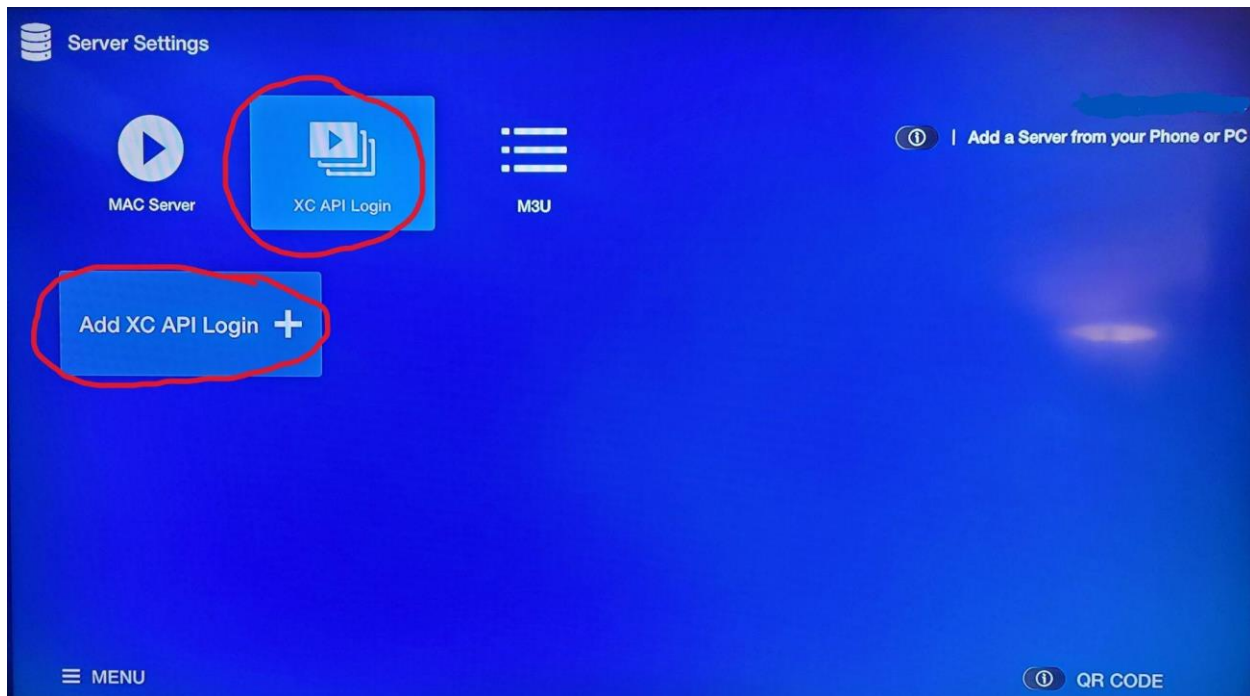 Server Settings
| Add a Server from your Phone or PC
MAC Server
XC API Login
M3U
Add XC API Login +
MENU
QR CODE